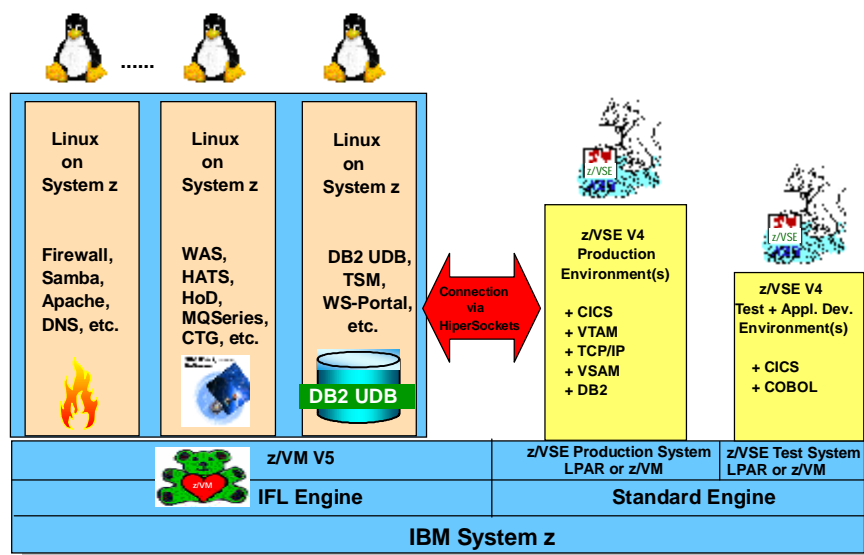 ......
Linux
on
System z
Firewall,
Samba,
Apache,
DNS, etc.
Linux
on
System z
WAS,
HATS,
HoD,
MQSeries,
CTG, etc.
Linux
on
System z
DB2 UDB,
TSM,
WS-Portal,
etc.
DB2 UDB
Connection
via
HiperSockets
z/VSE
z/VSE V4
Production
Environment(s)
+ CICS
+ VTAM
+ TCP/IP
+ VSAM
+ DB2
z/VSE
z/VSE V4
Test + Appl. Dev.
Environment(s)
+ CICS
+ COBOL
z/VM V5
z/VM
z/VSE Production System
LPAR or z/VM
z/VSE Test System
LPAR or z/VM
IFL Engine
Standard Engine
IBM System z